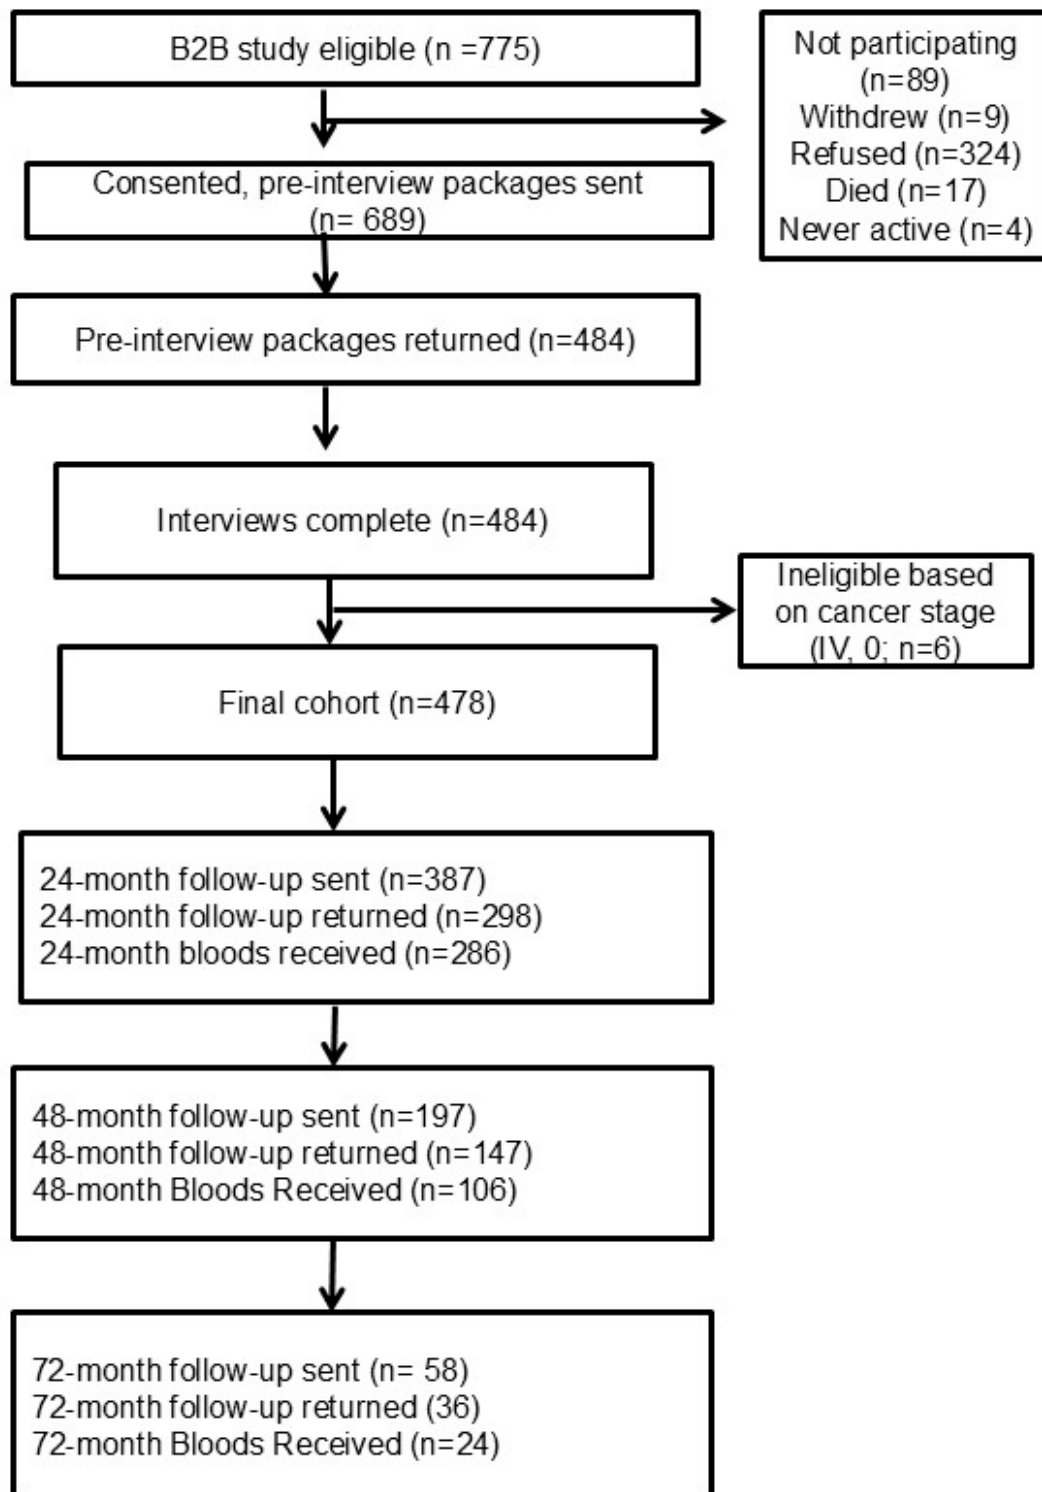 B2B study eligible (n =775)
Not participating
(n=89)
Withdrew (n=9)
Refused (n=324)
Died (n=17)
Never active (n=4)
Consented, pre-interview packages sent
(n= 689)
Pre-interview packages returned (n=484)
Interviews complete (n=484)
Ineligible based
on cancer stage
(IV, 0; n=6)
Final cohort (n=478)
24-month follow-up sent (n=387)
24-month follow-up returned (n=298)
24-month bloods received (n=286)
48-month follow-up sent (n=197)
48-month follow-up returned (n=147)
48-month Bloods Received (n=106)
72-month follow-up sent (n= 58)
72-month follow-up returned (36)
72-month Bloods Received (n=24)